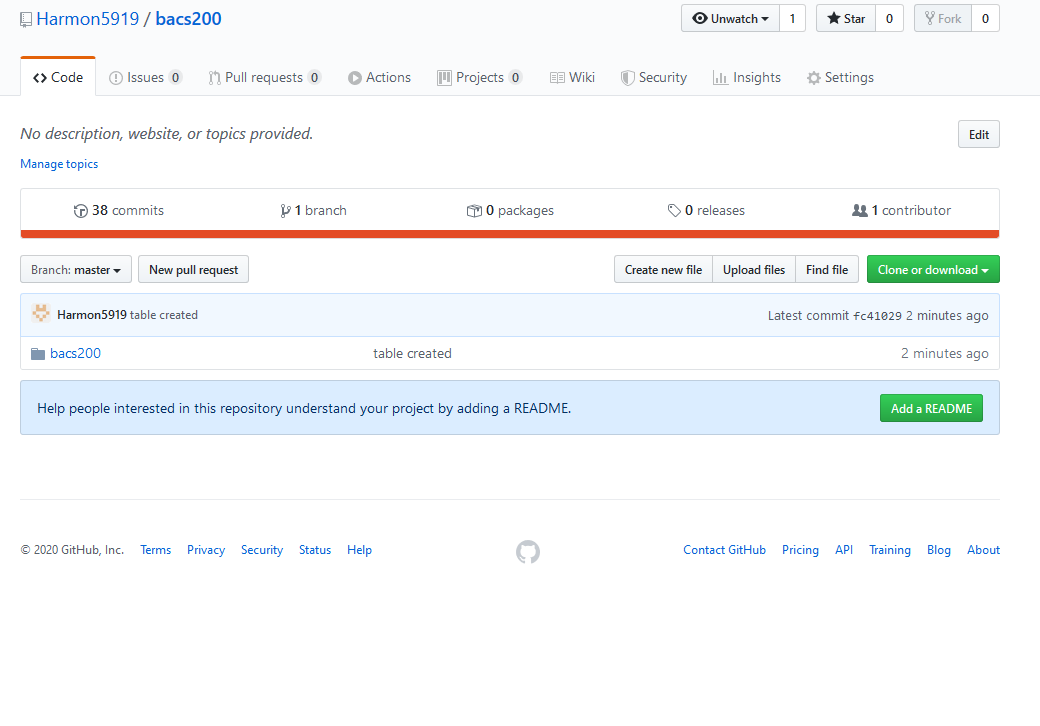 Harmon5919 / bacs200 Unwatch 1 Star 0 Fork 0
Code Issues 0 Pull requests 0 Actions Projects 0 Wiki Security Insights Settings
No description, website, or topics provided. Edit
Manage topics
38 commits 1 branch 0 packages 0 releases 1 contributor
Branch: master New pull request Create new file Upload files Find file Clone or download
Harmon5919 table created Latest commit fc41029 2 minutes ago
bacs200 table created 2 minutes ago
Help people interested in this repository understand your project by adding a README. Add a README
© 2020 GitHub, Inc. Terms Privacy Security Status Help Contact GitHub Pricing API Training Blog About